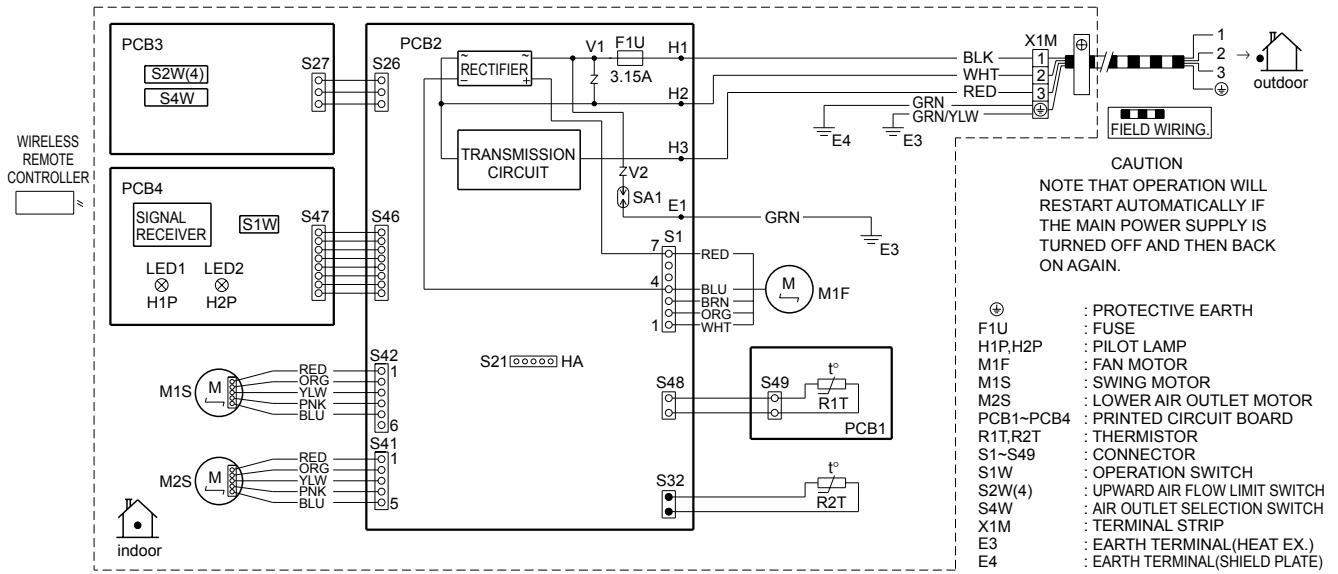 PCB3
S2W(4)
S4W
S27
S26
PCB2
RECTIFIER
~
~
-
+
V1
F1U
3.15A
Z
H1
H2
H3
TRANSMISSION
CIRCUIT
Z V2
SA1
E1
GRN
E3
BLK
WHT
RED
GRN
GRN/YLW
E4
E3
X1M
1
2
3
1
2
3
→
outdoor
FIELD WIRING.
WIRELESS
REMOTE
CONTROLLER
PCB4
SIGNAL
RECEIVER
S1W
LED1
LED2
H1P
H2P
S47
S46
S1
7
4
1
RED
BLU
BRN
ORG
WHT
M
M1F
S21
HA
M1S
M
RED
ORG
YLW
PNK
BLU
S42
1
6
M2S
M
RED
ORG
YLW
PNK
BLU
S41
1
5
S48
S49
t°
R1T
PCB1
S32
t°
R2T
indoor
CAUTION
NOTE THAT OPERATION WILL
RESTART AUTOMATICALLY IF
THE MAIN POWER SUPPLY IS
TURNED OFF AND THEN BACK
ON AGAIN.
⏚ : PROTECTIVE EARTH
F1U : FUSE
H1P,H2P : PILOT LAMP
M1F : FAN MOTOR
M1S : SWING MOTOR
M2S : LOWER AIR OUTLET MOTOR
PCB1~PCB4 : PRINTED CIRCUIT BOARD
R1T,R2T : THERMISTOR
S1~S49 : CONNECTOR
S1W : OPERATION SWITCH
S2W(4) : UPWARD AIR FLOW LIMIT SWITCH
S4W : AIR OUTLET SELECTION SWITCH
X1M : TERMINAL STRIP
E3 : EARTH TERMINAL(HEAT EX.)
E4 : EARTH TERMINAL(SHIELD PLATE)